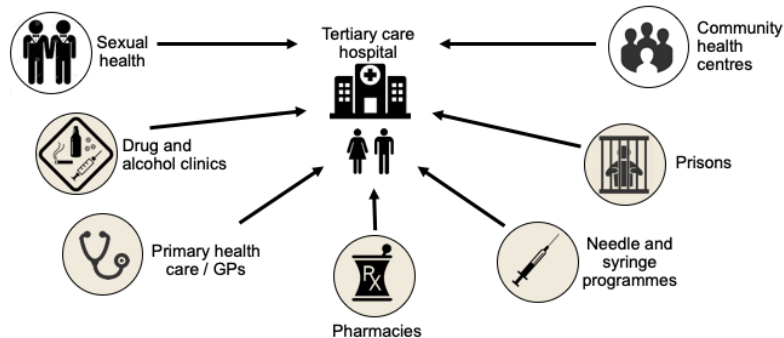 Sexual
health
Tertiary care
hospital
Community
health
centres
Drug and
alcohol clinics
Prisons
Primary health
care / GPs
Needle and
syringe
programmes
Rx
Pharmacies